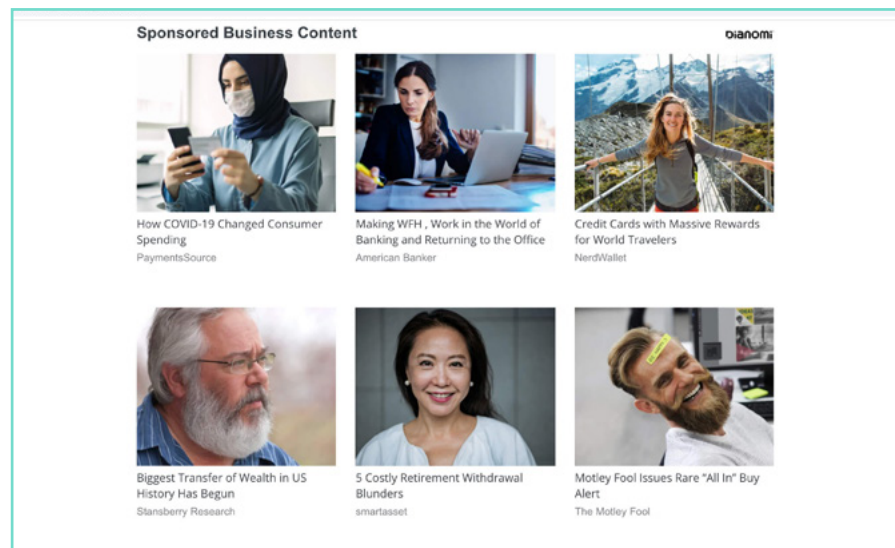 Sponsored Business Content
Dianomi
How COVID-19 Changed Consumer
Spending
PaymentsSource
Making WFH , Work in the World of
Banking and Returning to the Office
American Banker
Credit Cards with Massive Rewards
for World Travelers
NerdWallet
Biggest Transfer of Wealth in US
History Has Begun
Stansberry Research
5 Costly Retirement Withdrawal
Blunders
smartasset
Motley Fool Issues Rare “All In” Buy
Alert
The Motley Fool